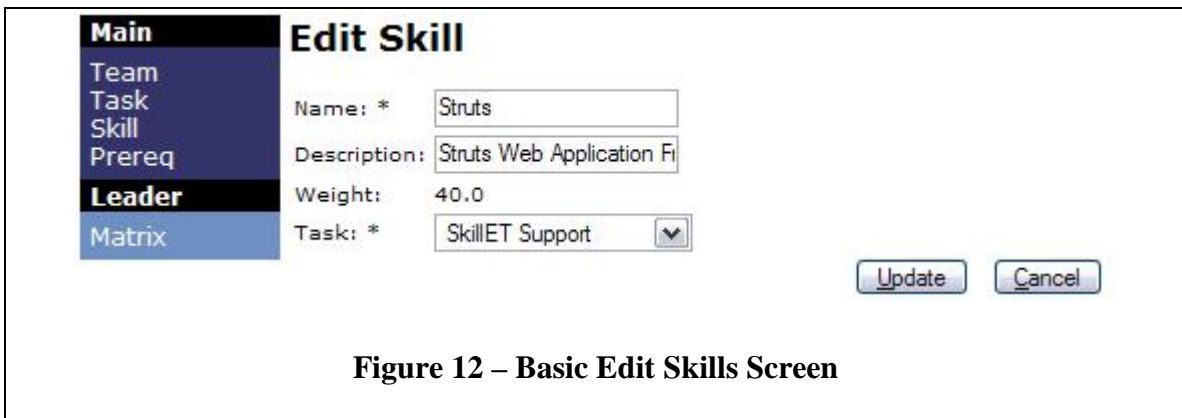 Main
Team
Task
Skill
Prereq
Leader
Matrix
Edit Skill
Name: * Struts
Description: Struts Web Application
Weight: 40.0
Task: * SkillET Support
Update Cancel
Figure 12 – Basic Edit Skills Screen